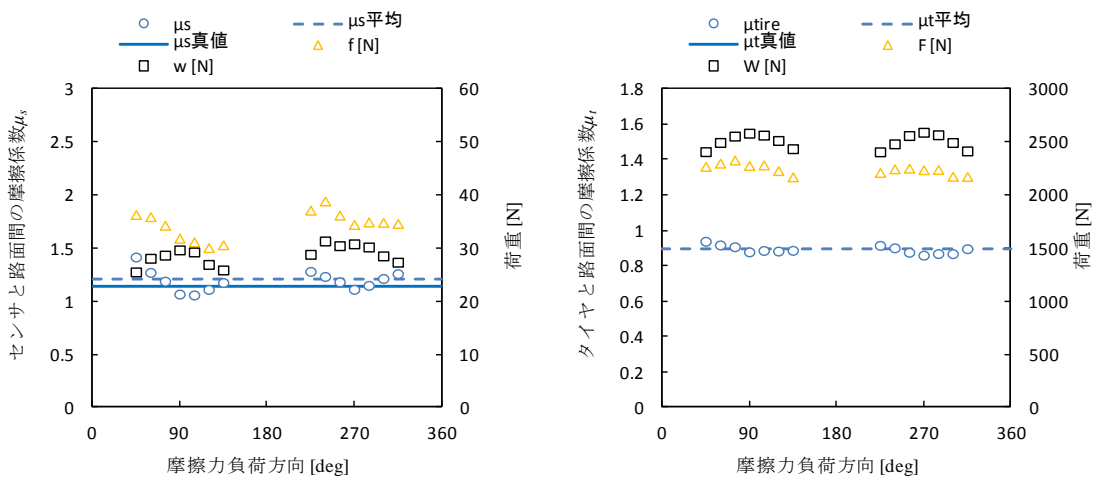 μs
μs平均
μs真値
f [N]
w [N]
3
2.5
2
1.5
1
0.5
0
60
50
40
30
20
10
0
0
90
180
270
360
センサと路面間の摩擦係数μs
荷重 [N]
摩擦力負荷方向 [deg]
μtire
μt平均
μt真値
F [N]
W [N]
1.8
1.6
1.4
1.2
1
0.8
0.6
0.4
0.2
0
3000
2500
2000
1500
1000
500
0
0
90
180
270
360
タイヤと路面間の摩擦係数μt
荷重 [N]
摩擦力負荷方向 [deg]